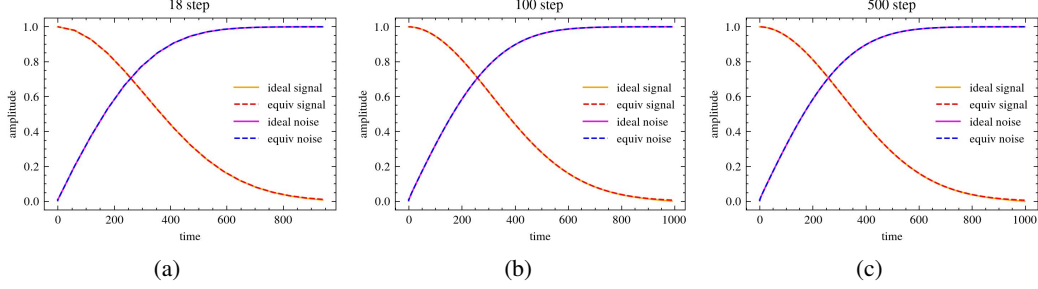 18 step
1.0
0.8
0.6
0.4
0.2
0.0
amplitude
ideal signal
equiv signal
ideal noise
equiv noise
0
200
400
600
800
time
(a)
100 step
1.0
0.8
0.6
0.4
0.2
0.0
amplitude
ideal signal
equiv signal
ideal noise
equiv noise
0
200
400
600
800
1000
time
(b)
500 step
1.0
0.8
0.6
0.4
0.2
0.0
amplitude
ideal signal
equiv signal
ideal noise
equiv noise
0
200
400
600
800
1000
time
(c)